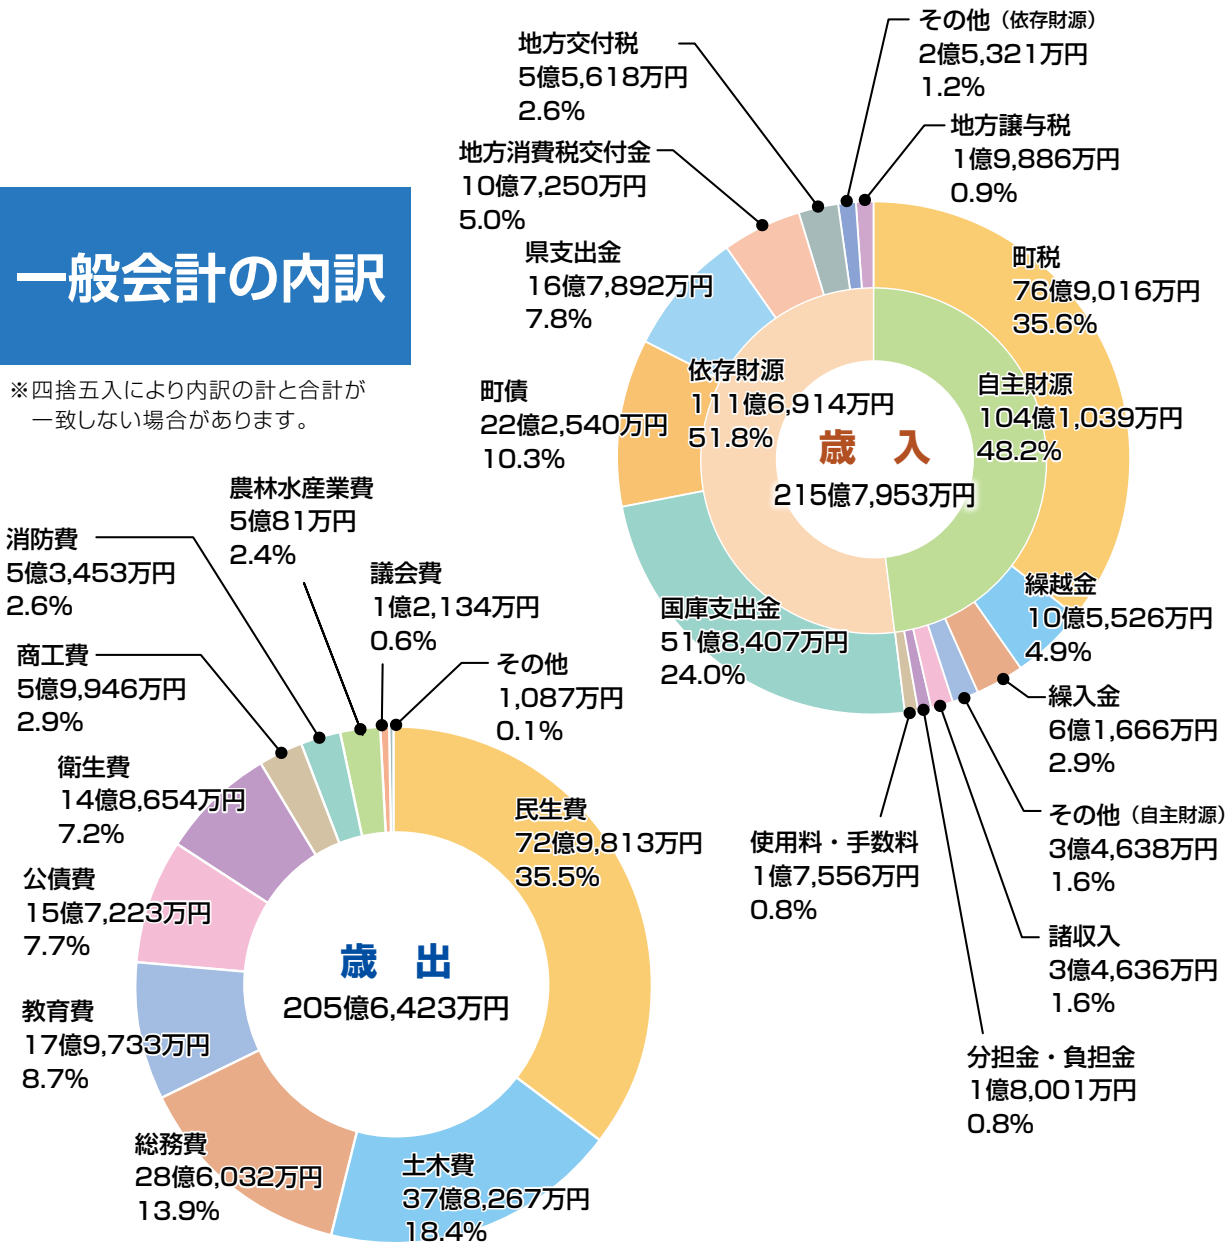 一般会計の内訳
※四捨五入により内訳の計と合計が
一致しない場合があります。
歳　入
215億7,953万円
自主財源
104億1,039万円
48.2%
依存財源
111億6,914万円
51.8%
町税
76億9,016万円
35.6%
繰越金
10億5,526万円
4.9%
繰入金
6億1,666万円
2.9%
その他（自主財源）
3億4,638万円
1.6%
諸収入
3億4,636万円
1.6%
分担金・負担金
1億8,001万円
0.8%
使用料・手数料
1億7,556万円
0.8%
国庫支出金
51億8,407万円
24.0%
町債
22億2,540万円
10.3%
県支出金
16億7,892万円
7.8%
地方消費税交付金
10億7,250万円
5.0%
地方交付税
5億5,618万円
2.6%
その他（依存財源）
2億5,321万円
1.2%
地方譲与税
1億9,886万円
0.9%
歳　出
205億6,423万円
民生費
72億9,813万円
35.5%
土木費
37億8,267万円
18.4%
総務費
28億6,032万円
13.9%
教育費
17億9,733万円
8.7%
公債費
15億7,223万円
7.7%
衛生費
14億8,654万円
7.2%
商工費
5億9,946万円
2.9%
消防費
5億3,453万円
2.6%
農林水産業費
5億81万円
2.4%
議会費
1億2,134万円
0.6%
その他
1,087万円
0.1%